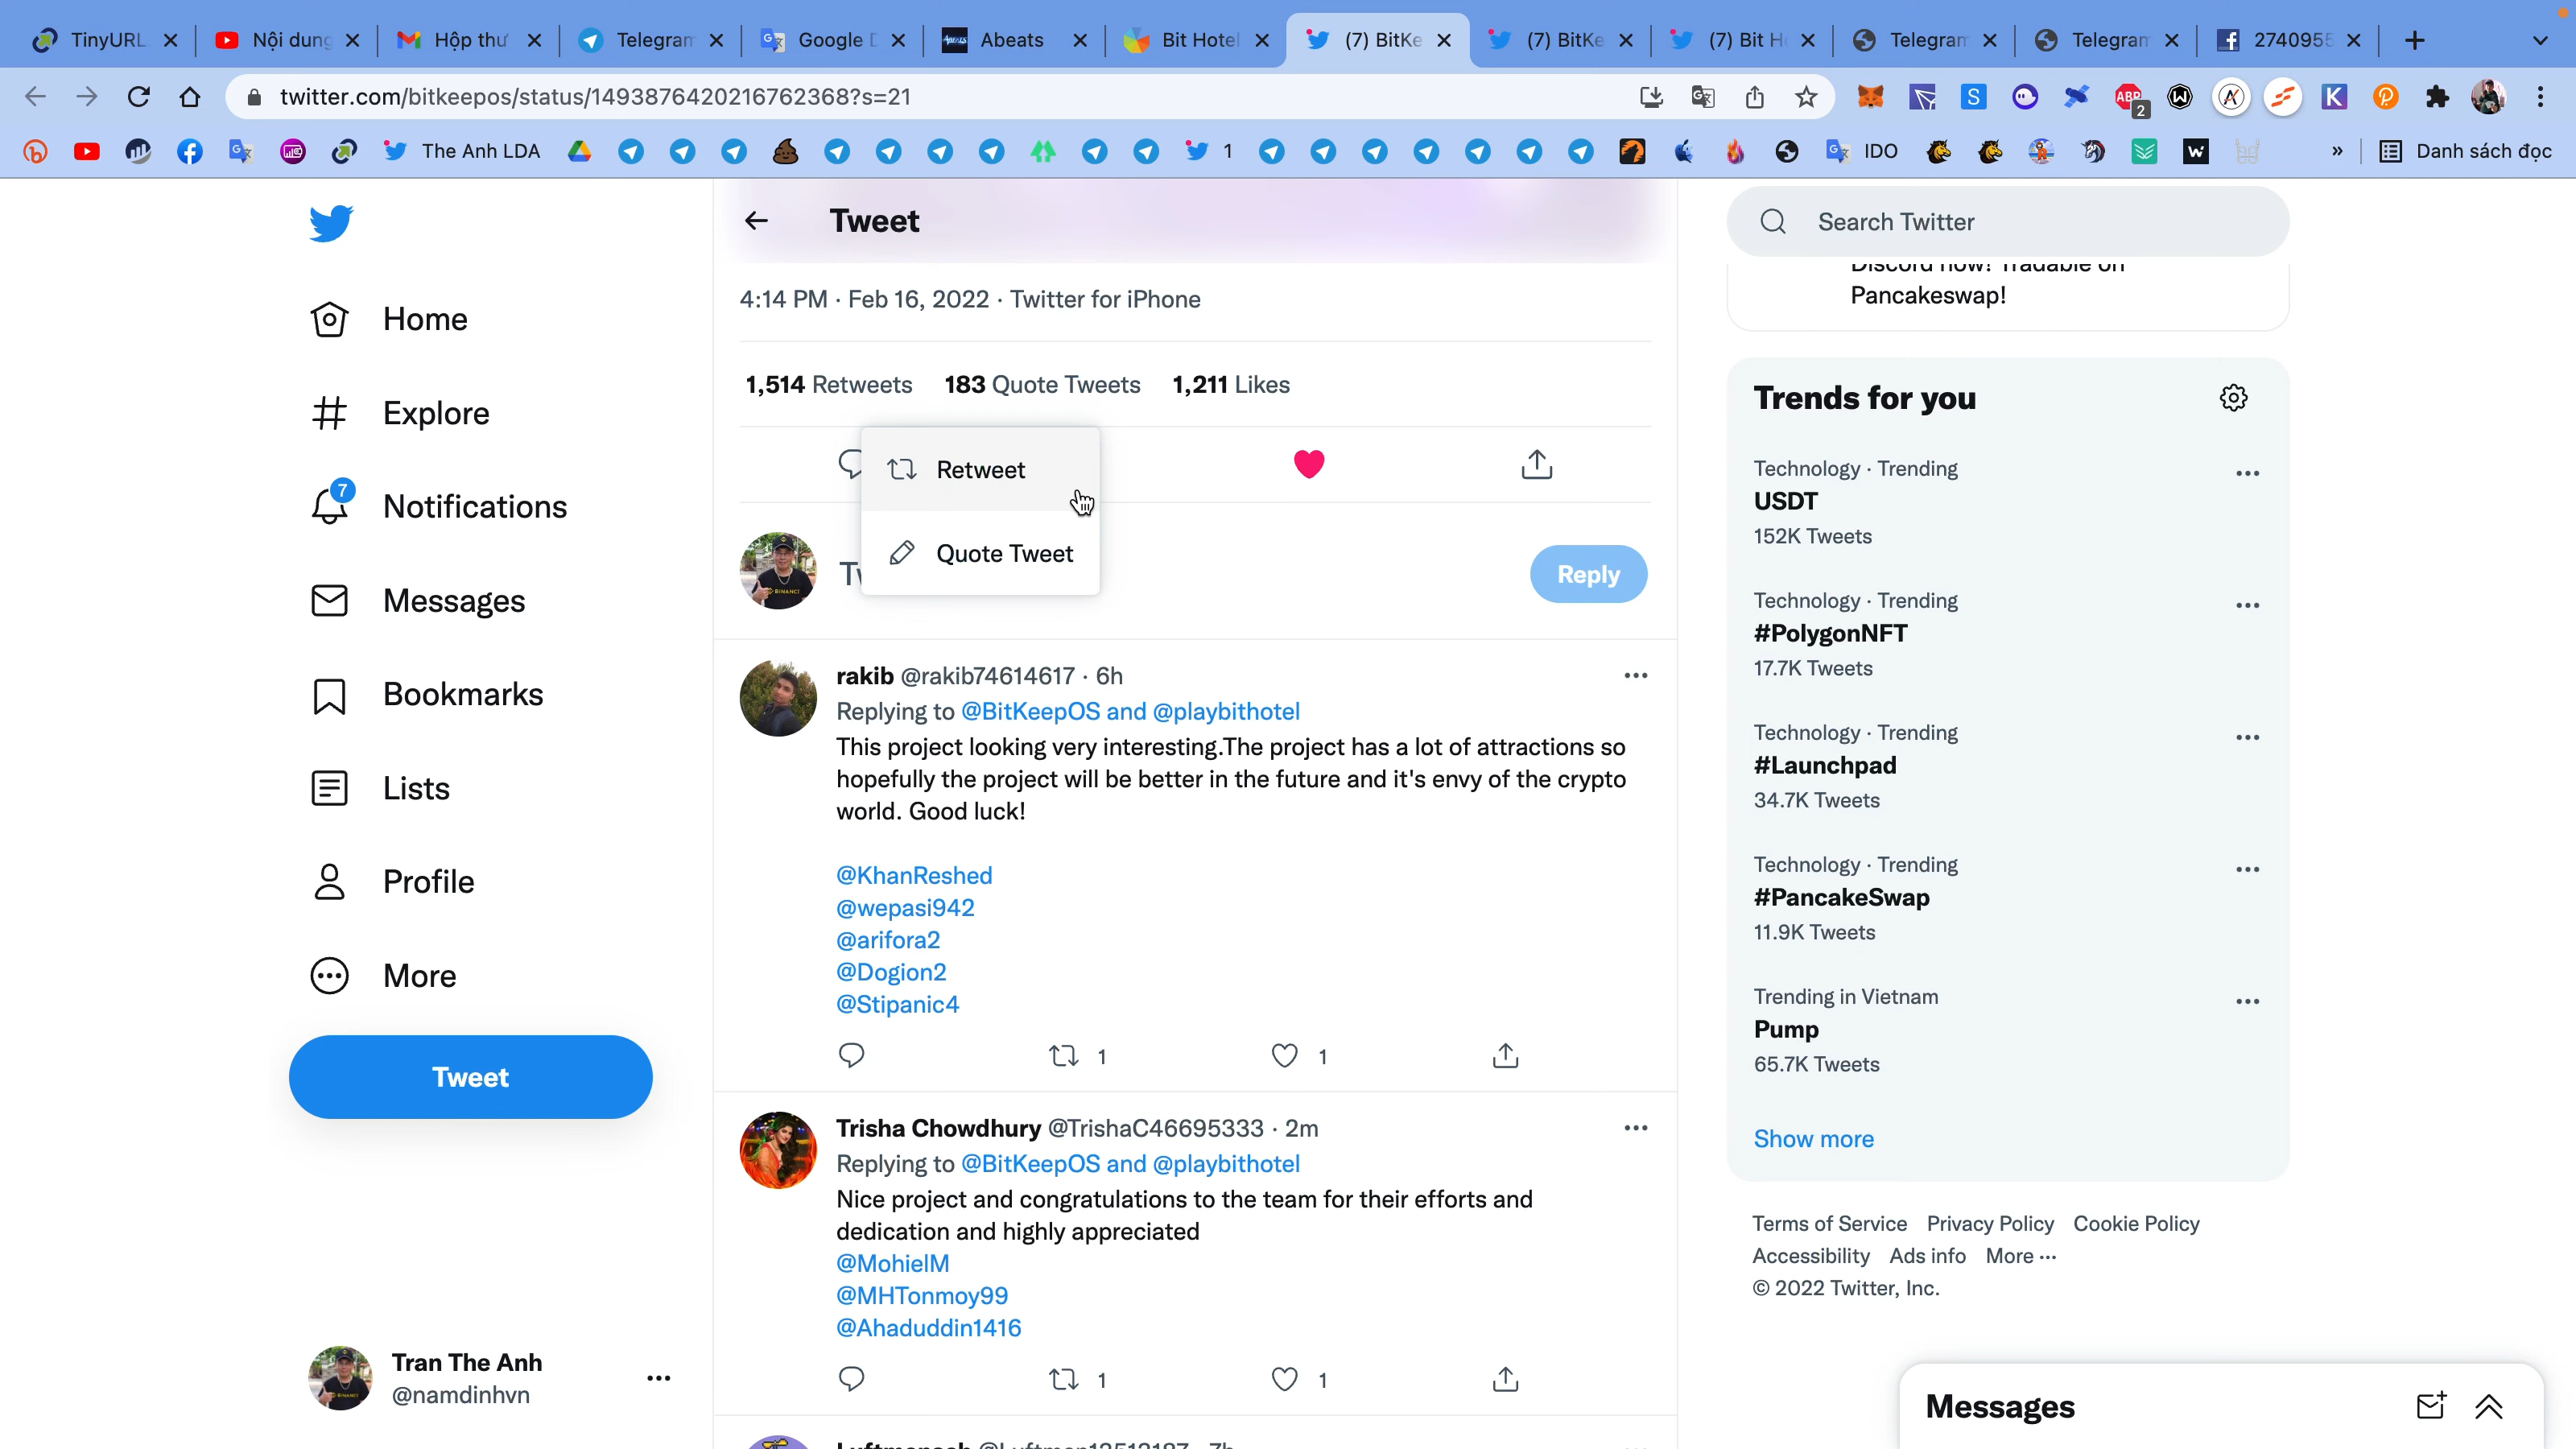 TinyURL
Nội dung
Hộp thư
Telegram
Google
Abeats
Bit Hotel
(7) BitKe
(7) BitKe
(7) Bit H
Telegram
Telegram
2740955
twitter.com/bitkeepos/status/1493876420216762368?s=21
ABP
2
The Anh LDA
1
IDO
»
Danh sách đọc
Home
Explore
7
Notifications
Messages
Bookmarks
Lists
Profile
More
Tweet
Tran The Anh
@namdinhvn
Tweet
4:14 PM · Feb 16, 2022 · Twitter for iPhone
1,514 Retweets 183 Quote Tweets 1,211 Likes
Retweet
Quote Tweet
Reply
rakib @rakib74614617 · 6h
Replying to @BitKeepOS and @playbithotel
This project looking very interesting.The project has a lot of attractions so
hopefully the project will be better in the future and it's envy of the crypto
world. Good luck!
@KhanReshed
@wepasi942
@arifora2
@Dogion2
@Stipanic4
1 1
Trisha Chowdhury @TrishaC46695333 · 2m
Replying to @BitKeepOS and @playbithotel
Nice project and congratulations to the team for their efforts and
dedication and highly appreciated
@MohielM
@MHTonmoy99
@Ahaduddin1416
1 1
Search Twitter
Discord now! Tradable on
Pancakeswap!
Trends for you
Technology · Trending
USDT
152K Tweets
Technology · Trending
#PolygonNFT
17.7K Tweets
Technology · Trending
#Launchpad
34.7K Tweets
Technology · Trending
#PancakeSwap
11.9K Tweets
Trending in Vietnam
Pump
65.7K Tweets
Show more
Terms of Service Privacy Policy Cookie Policy
Accessibility Ads info More ···
© 2022 Twitter, Inc.
Messages